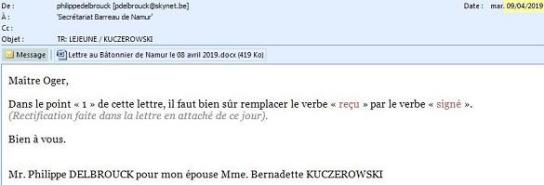 De : philippedelbrouck [pdelbrouck@skynet.be] Date : mar. 09/04/2019
À : 'Secrétariat Barreau de Namur'
Cc :
Objet : TR: LEJEUNE / KUCZEROWSKI
Message Lettre au Bâtonnier de Namur le 08 avril 2019.docx (419 Ko)
Maître Oger,
Dans le point « 1 » de cette lettre, il faut bien sûr remplacer le verbe « reçu » par le verbe « signé ».
(Rectification faite dans la lettre en attaché de ce jour).
Bien à vous.
Mr. Philippe DELBROUCK pour mon épouse Mme. Bernadette KUCZEROWSKI